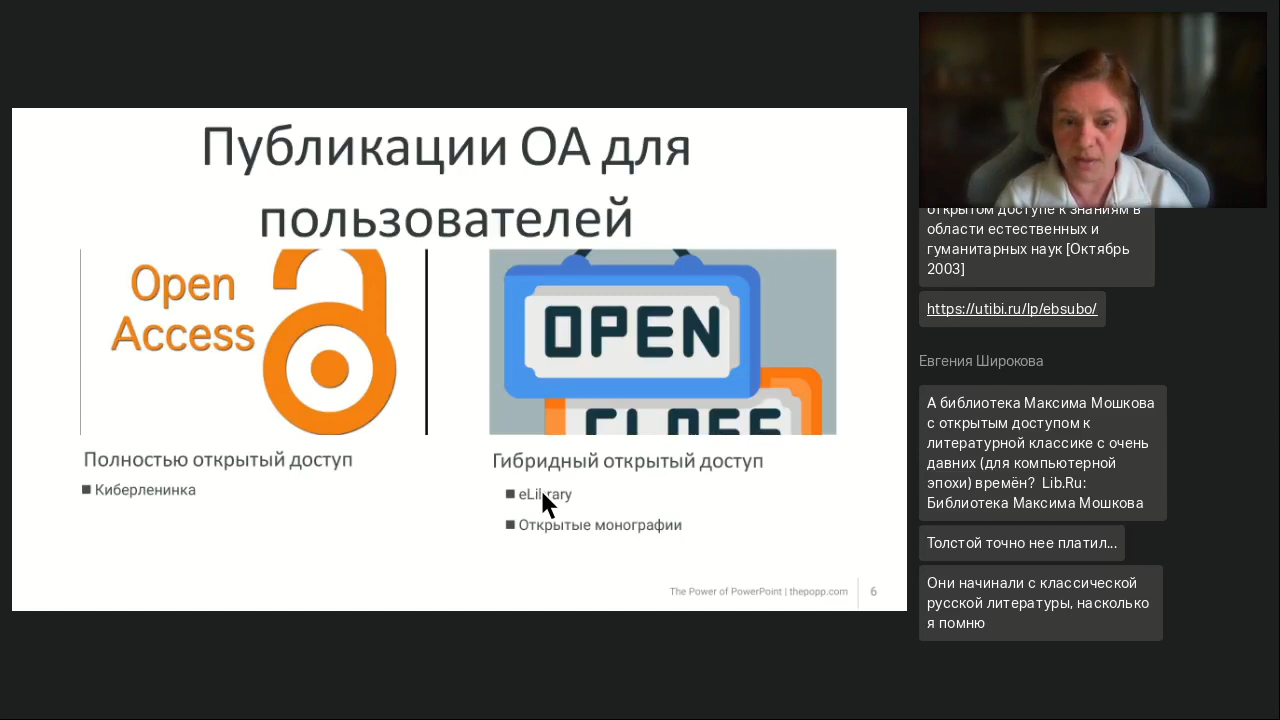 Публикации ОА для
пользователей
Open
Access
OPEN
Полностью открытый доступ
Киберленинка
Гибридный открытый доступ
eLibrary
Открытые монографии
The Power of PowerPoint | thepopp.com
6
открытом доступе к знаниям в
области естественных и
гуманитарных наук [Октябрь
2003]
https://utibi.ru/lp/ebsubo/
Евгения Широкова
А библиотека Максима Мошкова
с открытым доступом к
литературной классике с очень
давних (для компьютерной
эпохи) времён? Lib.Ru:
Библиотека Максима Мошкова
Толстой точно нее платил...
Они начинали с классической
русской литературы, насколько
я помню